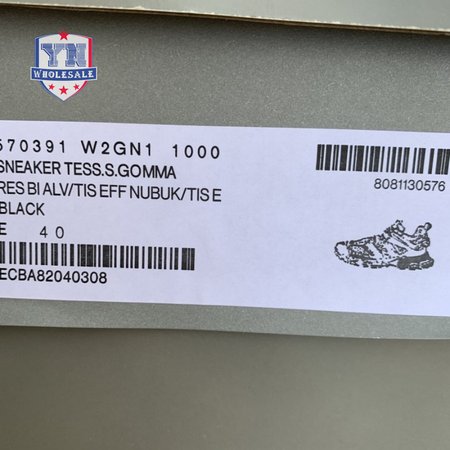 YN
WHOLESALE
570391 W2GN1 1000
SNEAKER TESS.S.GOMMA
RES BI ALV/TIS EFF NUBUK/TIS E
BLACK
E 40
ECBA82040308
8081130576